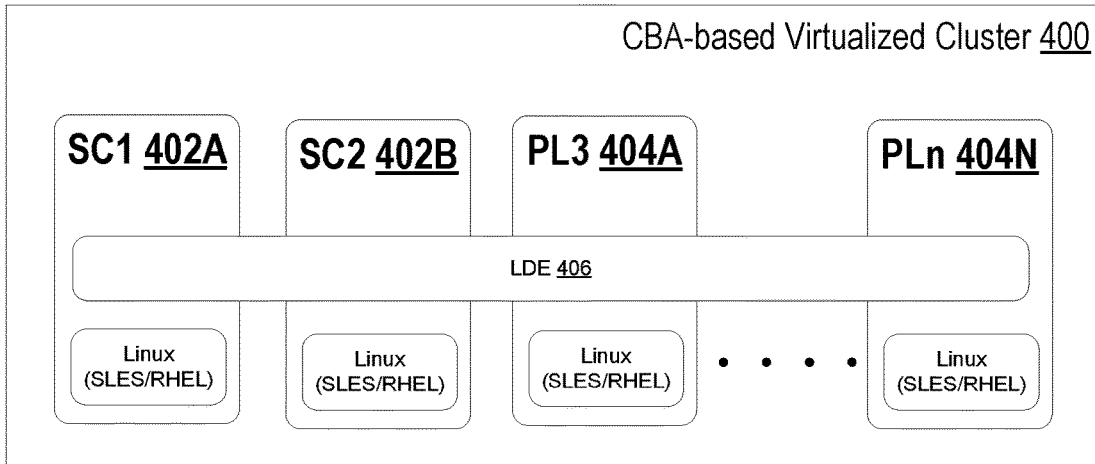 CBA-based Virtualized Cluster 400
SC1 402A
SC2 402B
PL3 404A
PLn 404N
LDE 406
Linux
(SLES/RHEL)
Linux
(SLES/RHEL)
Linux
(SLES/RHEL)
Linux
(SLES/RHEL)